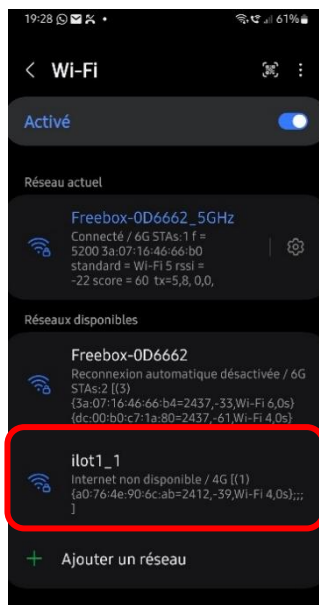 19:28
61%
Wi-Fi
Activé
Réseau actuel
Freebox-0D6662_5GHz
Connecté / 6G STAs:1 f =
5200 3a:07:16:46:66:b0
standard = Wi-Fi 5 rssi =
-22 score = 60 tx=5,8, 0,0,
Réseaux disponibles
Freebox-0D6662
Reconnexion automatique désactivée / 6G
STAs:2 [(3)
{3a:07:16:46:66:b4=2437,-33,Wi-Fi 6,0s}
{dc:00:b0:c7:1a:80=2437,-61,Wi-Fi 4,0s}
ilot1_1
Internet non disponible / 4G [(1)
{a0:76:4e:90:6c:ab=2412,-39,Wi-Fi 4,0s};;;
]
+ Ajouter un réseau